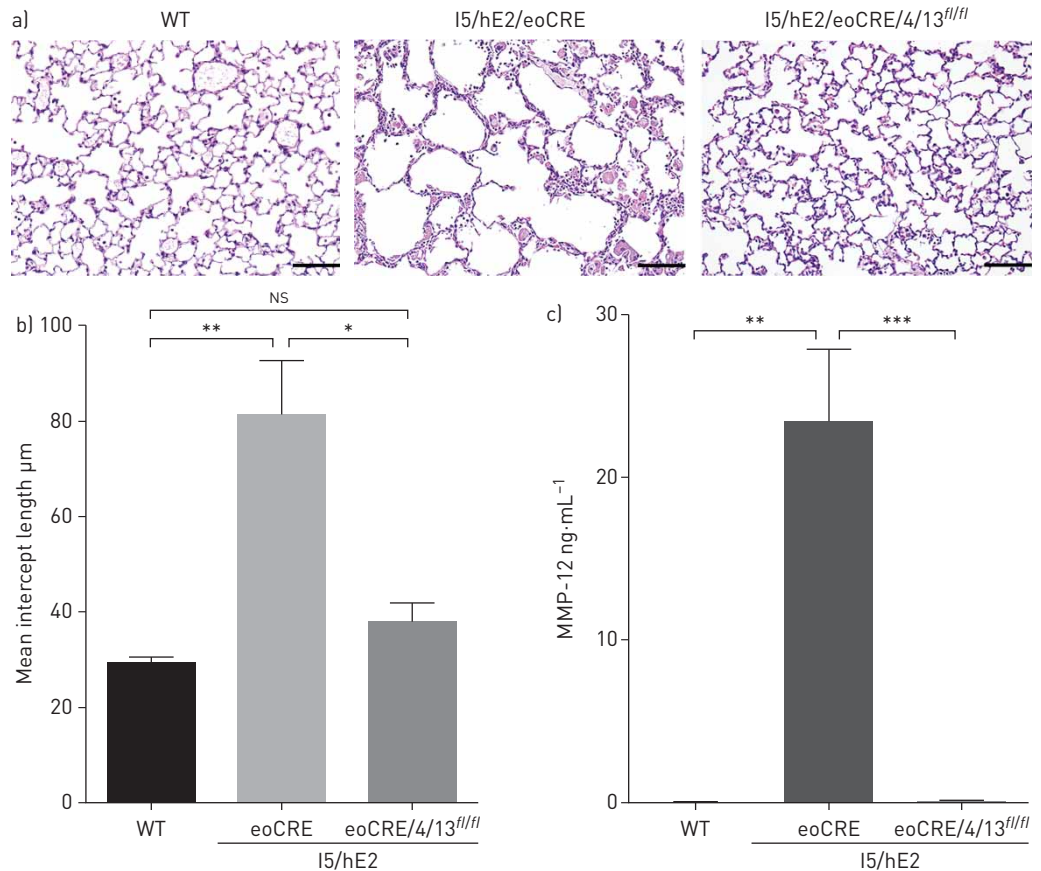 a)
WT
I5/hE2/eoCRE
I5/hE2/eoCRE/4/13fl/fl
b)
NS
**
*
100
80
60
40
20
0
Mean intercept length µm
WT
eoCRE
eoCRE/4/13fl/fl
I5/hE2
c)
**
***
30
20
10
0
MMP-12 ng·mL−1
WT
eoCRE
eoCRE/4/13fl/fl
I5/hE2